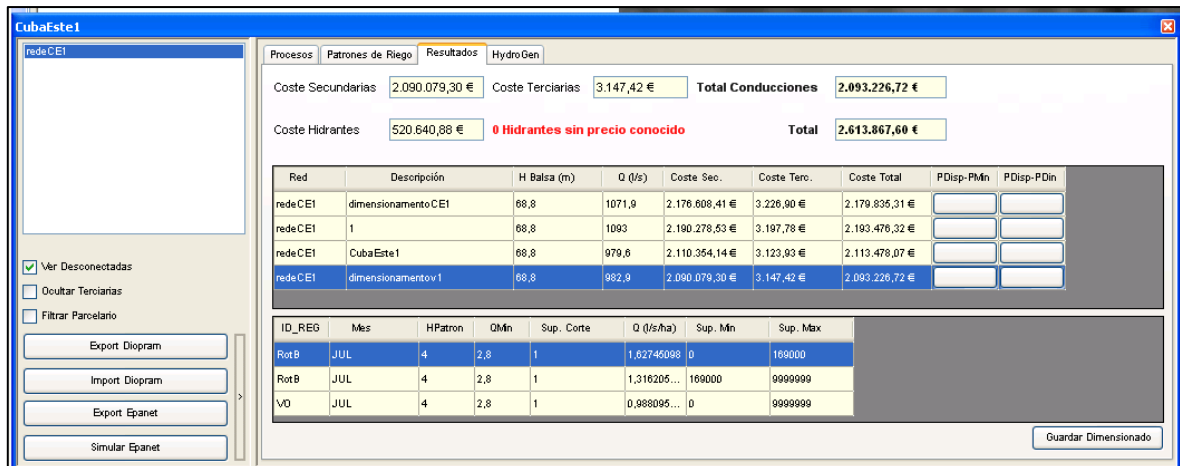 CubaEste1
redeCE1
Procesos Patrones de Riego Resultados HydroGen
Coste Secundarias 2.090.079,30 € Coste Terciarias 3.147,42 € Total Conducciones 2.093.226,72 €
Coste Hidrantes 520.640,88 € 0 Hidrantes sin precio conocido Total 2.613.867,60 €
Red Descripción H Balsa (m) Q (l/s) Coste Sec. Coste Terc. Coste Total PDisp-PMin PDisp-PDin
redeCE1 dimensionamentoCE1 68,8 1071,9 2.176.608,41 € 3.226,90 € 2.179.835,31 €
redeCE1 1 68,8 1093 2.190.278,53 € 3.197,78 € 2.193.476,32 €
redeCE1 CubaEste1 68,8 979,6 2.110.354,14 € 3.123,93 € 2.113.478,07 €
redeCE1 dimensionamentov1 68,8 982,9 2.090.079,30 € 3.147,42 € 2.093.226,72 €
Ver Desconectadas
Ocultar Terciarias
Filtrar Parcelario
Export Diopram
Import Diopram
Export Epanet
Simular Epanet
>
ID_REG Mes HPatron QMin Sup. Corte Q (l/s/ha) Sup. Min Sup. Max
RotB JUL 4 2,8 1 1,62745098 0 169000
RotB JUL 4 2,8 1 1,316205... 169000 9999999
V0 JUL 4 2,8 1 0,988095... 0 9999999
Guardar Dimensionado